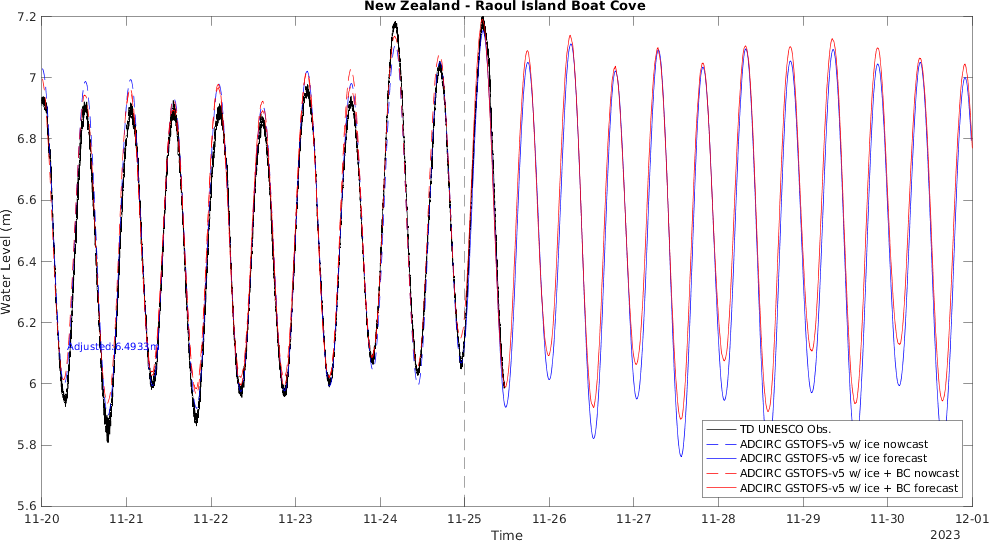 New Zealand - Raoul Island Boat Cove
7.2
7
6.8
6.6
6.4
6.2
6
5.8
5.6
Water Level (m)
Adjusted:6.4933m
TD UNESCO Obs.
ADCIRC GSTOFS-v5 w/ ice nowcast
ADCIRC GSTOFS-v5 w/ ice forecast
ADCIRC GSTOFS-v5 w/ ice + BC nowcast
ADCIRC GSTOFS-v5 w/ ice + BC forecast
11-20 11-21 11-22 11-23 11-24 11-25 11-26 11-27 11-28 11-29 11-30 12-01
Time
2023